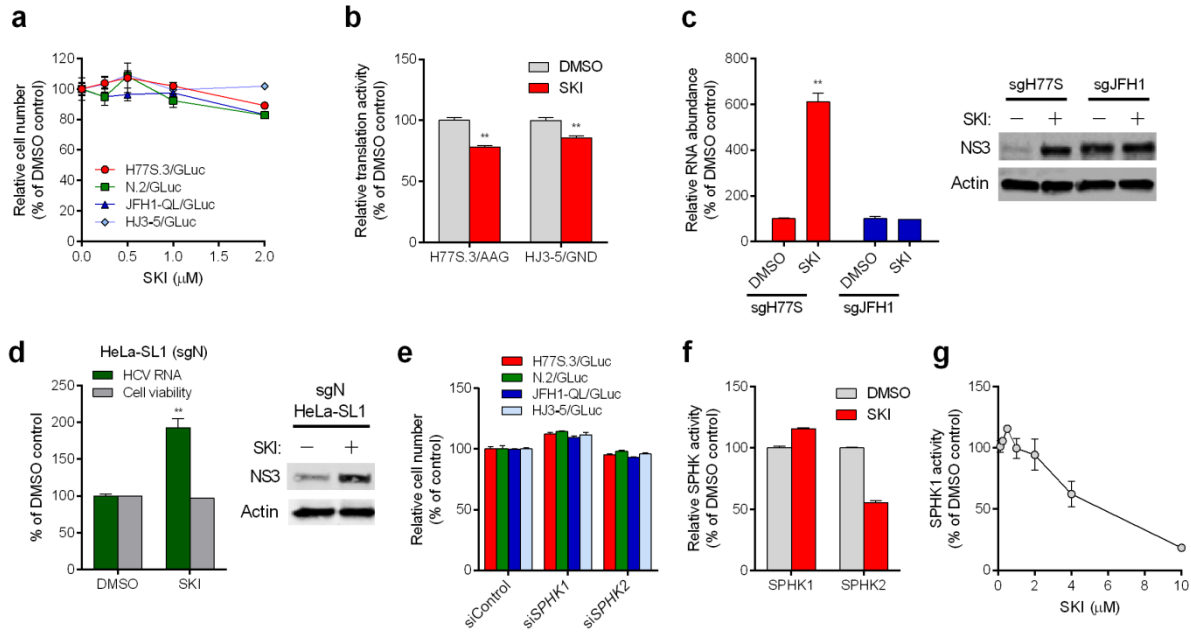 a
Relative cell number
(% of DMSO control)
120
100
80
60
40
20
0
H77S.3/GLuc
N.2/GLuc
JFH1-QL/GLuc
HJ3-5/GLuc
0.0
0.5
1.0
1.5
2.0
SKI (μM)
b
Relative translation activity
(% of DMSO control)
150
100
50
0
DMSO
SKI
**
**
H77S.3/AAG
HJ3-5/GND
c
Relative RNA abundance
(% of DMSO control)
800
600
400
200
0
**
DMSO
SKI
DMSO
SKI
sgH77S
sgJFH1
sgH77S
sgJFH1
SKI:
−
+
−
+
NS3
Actin
d
HeLa-SL1 (sgN)
HCV RNA
Cell viability
% of DMSO control
250
200
150
100
50
0
**
DMSO
SKI
sgN
HeLa-SL1
SKI:
−
+
NS3
Actin
e
H77S.3/GLuc
N.2/GLuc
JFH1-QL/GLuc
HJ3-5/GLuc
Relative cell number
(% of control)
150
100
50
0
siControl
siSPHK1
siSPHK2
f
Relative SPHK activity
(% of DMSO control)
150
100
50
0
DMSO
SKI
SPHK1
SPHK2
g
SPHK1 activity
(% of DMSO control)
150
100
50
0
0
2
4
6
8
10
SKI (μM)